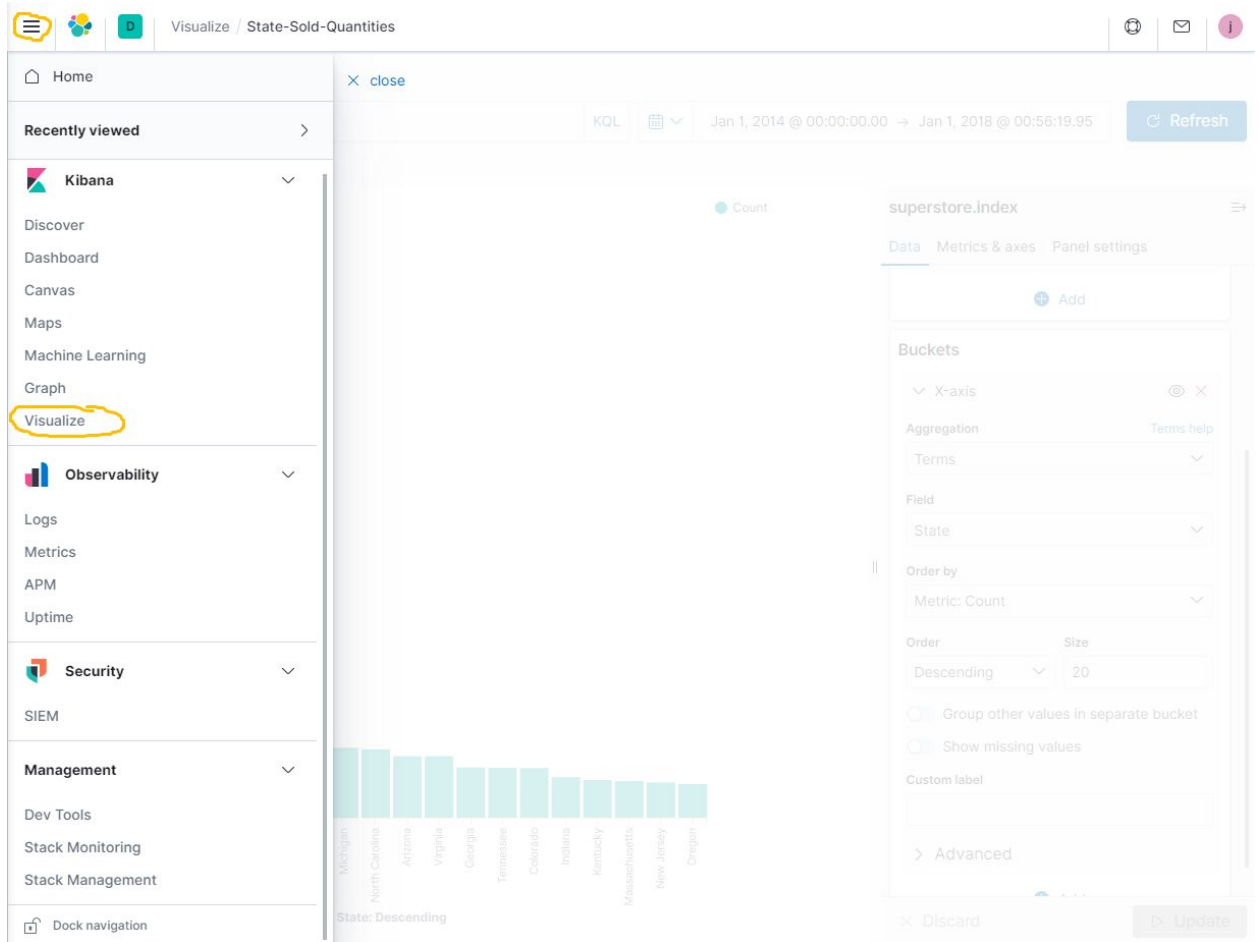 D Visualize / State-Sold-Quantities j
Home
× close
Recently viewed
KQL Jan 1, 2014 @ 00:00:00.00 → Jan 1, 2018 @ 00:56:19.95 Refresh
Kibana
Discover
Dashboard
Canvas
Maps
Machine Learning
Graph
Visualize
Observability
Logs
Metrics
APM
Uptime
Security
SIEM
Management
Dev Tools
Stack Monitoring
Stack Management
Dock navigation
Count
Michigan
North Carolina
Arizona
Virginia
Georgia
Tennessee
Colorado
Indiana
Kentucky
Massachusetts
New Jersey
Oregon
State: Descending
superstore.index
Data Metrics & axes Panel settings
Add
Buckets
X-axis
Aggregation Terms help
Terms
Field
State
Order by
Metric: Count
Order Size
Descending 20
Group other values in separate bucket
Show missing values
Custom label
Advanced
Add
× Discard Update